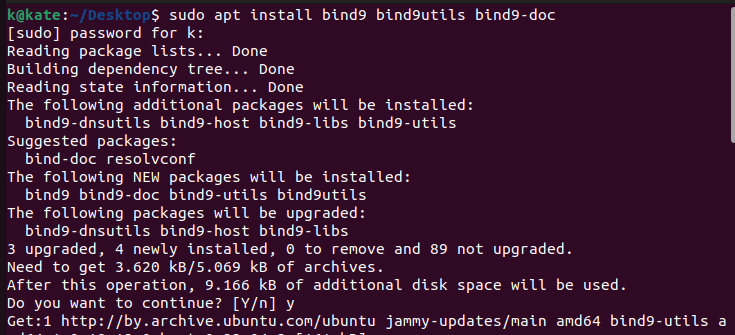 k@kate:~/Desktop$ sudo apt install bind9 bind9utils bind9-doc
[sudo] password for k:
Reading package lists... Done
Building dependency tree... Done
Reading state information... Done
The following additional packages will be installed:
  bind9-dnsutils bind9-host bind9-libs bind9-utils
Suggested packages:
  bind-doc resolvconf
The following NEW packages will be installed:
  bind9 bind9-doc bind9-utils bind9utils
The following packages will be upgraded:
  bind9-dnsutils bind9-host bind9-libs
3 upgraded, 4 newly installed, 0 to remove and 89 not upgraded.
Need to get 3.620 kB/5.069 kB of archives.
After this operation, 9.166 kB of additional disk space will be used.
Do you want to continue? [Y/n] y
Get:1 http://by.archive.ubuntu.com/ubuntu jammy-updates/main amd64 bind9-utils a